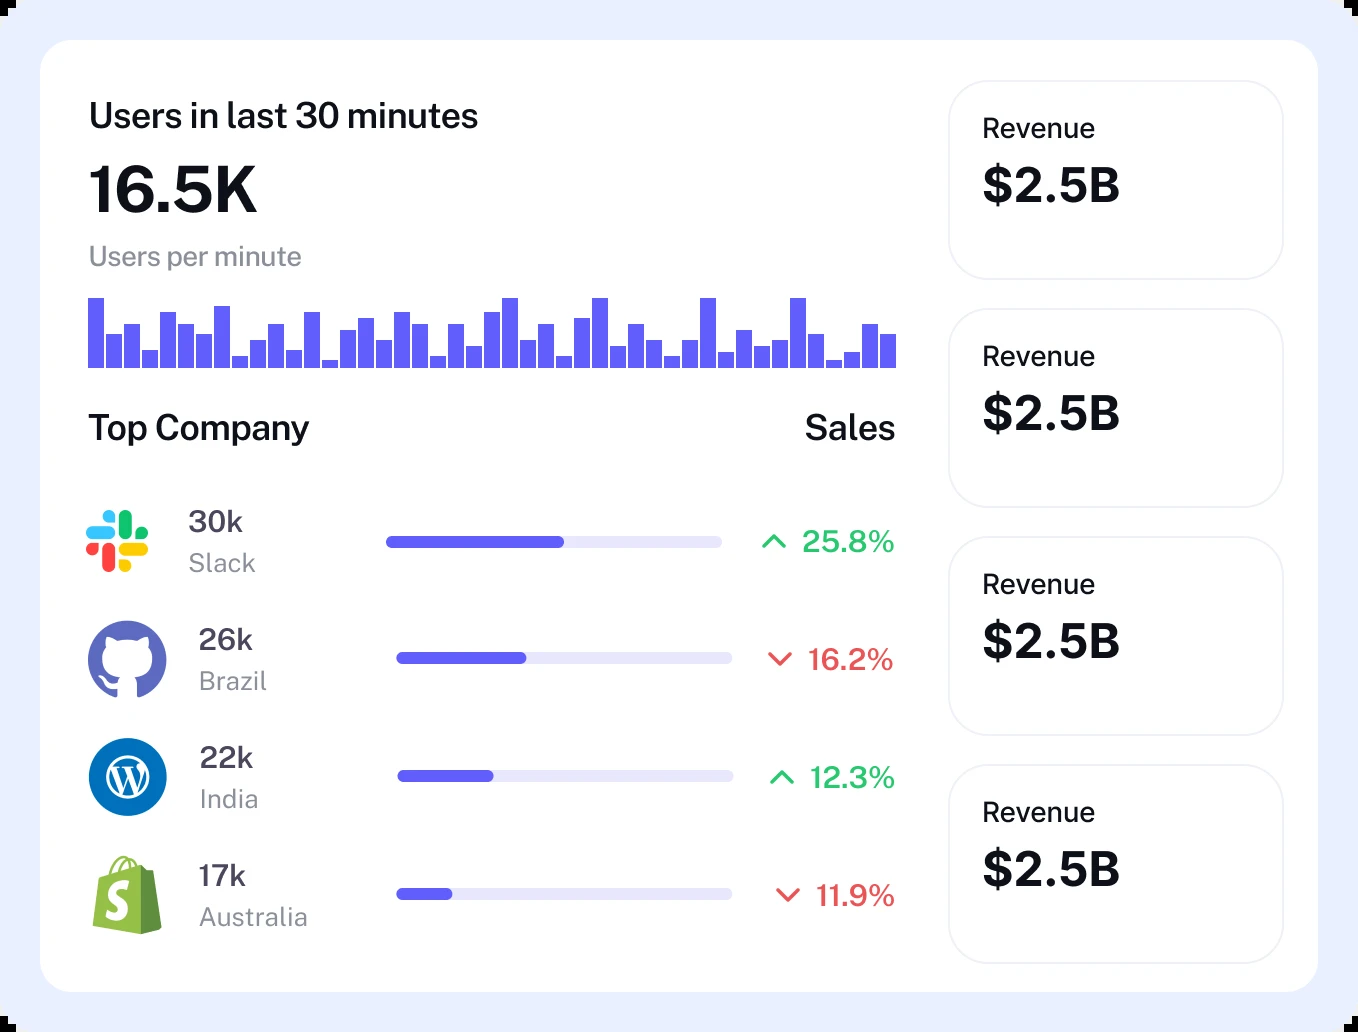 Users in last 30 minutes
16.5K
Users per minute
Top Company Sales
30k
Slack
25.8%
26k
Brazil
16.2%
22k
India
12.3%
17k
Australia
11.9%
Revenue
$2.5B
Revenue
$2.5B
Revenue
$2.5B
Revenue
$2.5B